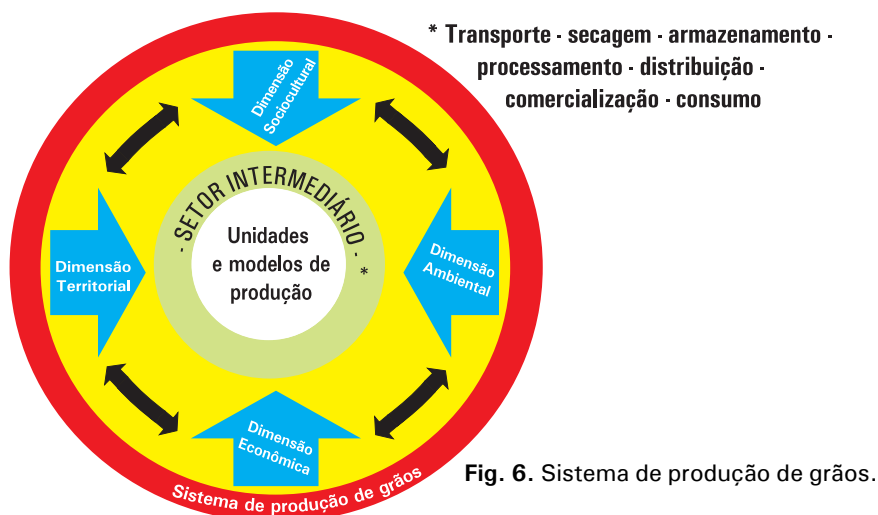 * Transporte - secagem - armazenamento -
processamento - distribuição -
comercialização - consumo
Dimensão
Sociocultural
- SETOR INTERMEDIÁRIO - *
Unidades
e modelos de
produção
Dimensão
Territorial
Dimensão
Ambiental
Dimensão
Econômica
Sistema de produção de grãos
Fig. 6. Sistema de produção de grãos.